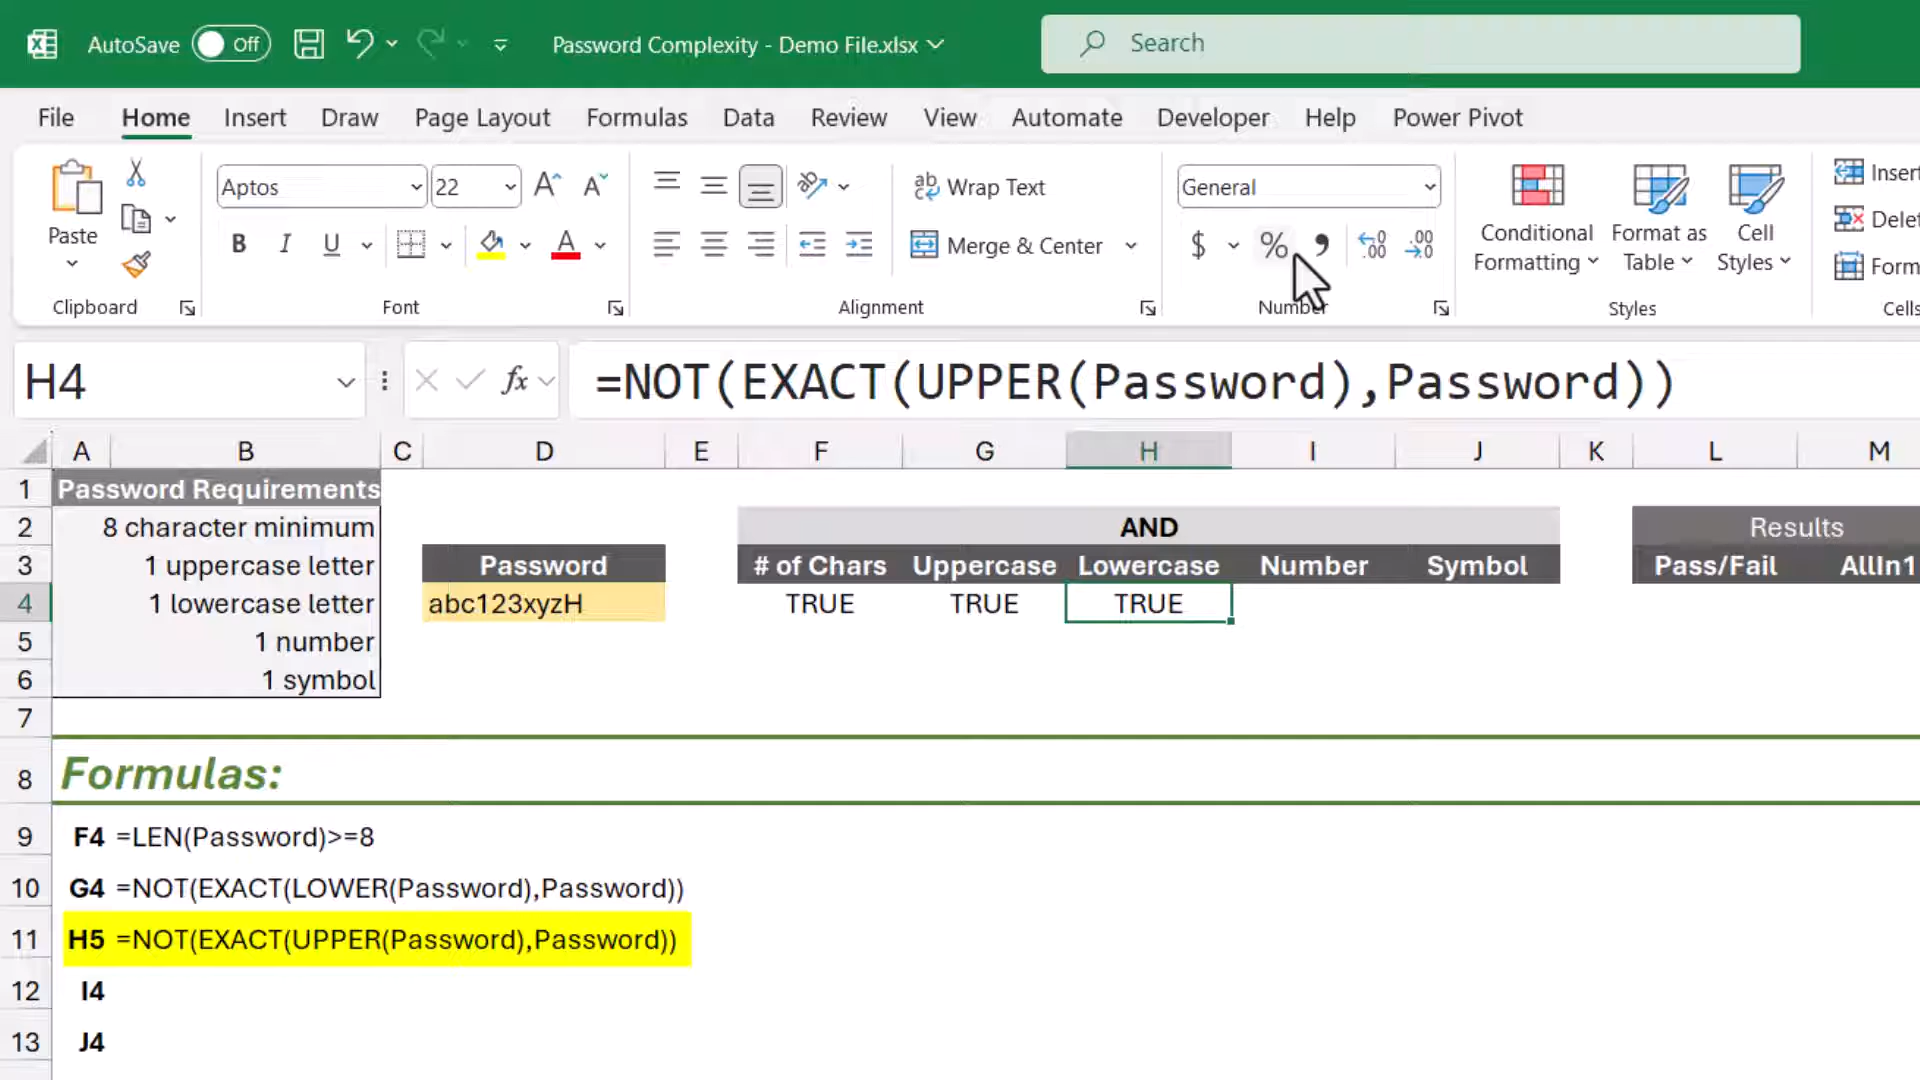 AutoSave Off Password Complexity - Demo File.xlsx Search
File Home Insert Draw Page Layout Formulas Data Review View Automate Developer Help Power Pivot
Paste
Clipboard
Aptos 22
B I U A
Font
Wrap Text
Merge & Center
Alignment
General
$ % ,
Number
Conditional Formatting
Format as Table
Cell Styles
Styles
Insert
Delet
Form
Cells
H4 fx =NOT(EXACT(UPPER(Password),Password))
A B C D E F G H I J K L M
1 Password Requirements
2 8 character minimum AND Results
3 1 uppercase letter Password # of Chars Uppercase Lowercase Number Symbol Pass/Fail AllIn1
4 1 lowercase letter abc123xyzH TRUE TRUE TRUE
5 1 number
6 1 symbol
7
8 Formulas:
9 F4 =LEN(Password)>=8
10 G4 =NOT(EXACT(LOWER(Password),Password))
11 H5 =NOT(EXACT(UPPER(Password),Password))
12 I4
13 J4